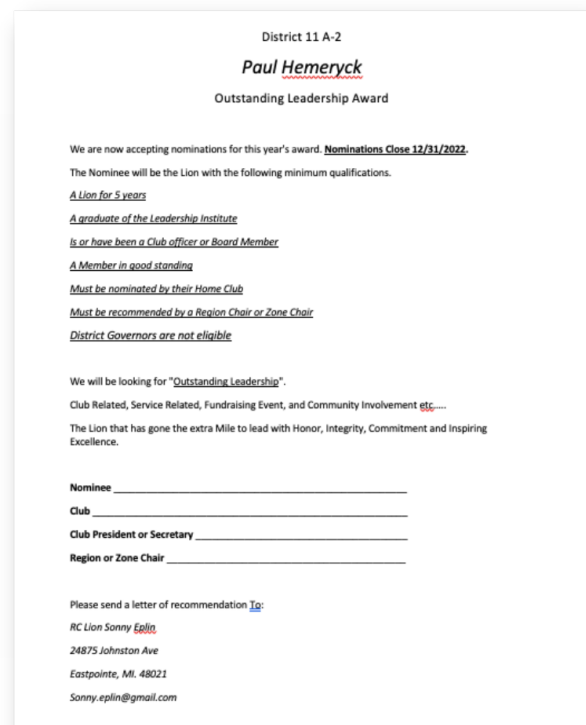 District 11 A-2
Paul Hemeryck
Outstanding Leadership Award
We are now accepting nominations for this year's award. Nominations Close 12/31/2022.
The Nominee will be the Lion with the following minimum qualifications.
A Lion for 5 years
A graduate of the Leadership Institute
Is or have been a Club officer or Board Member
A Member in good standing
Must be nominated by their Home Club
Must be recommended by a Region Chair or Zone Chair
District Governors are not eligible
We will be looking for "Outstanding Leadership".
Club Related, Service Related, Fundraising Event, and Community Involvement etc.....
The Lion that has gone the extra Mile to lead with Honor, Integrity, Commitment and Inspiring
Excellence.
Nominee
Club
Club President or Secretary
Region or Zone Chair
Please send a letter of recommendation To:
RC Lion Sonny Eplin
24875 Johnston Ave
Eastpointe, MI. 48021
Sonny.eplin@gmail.com